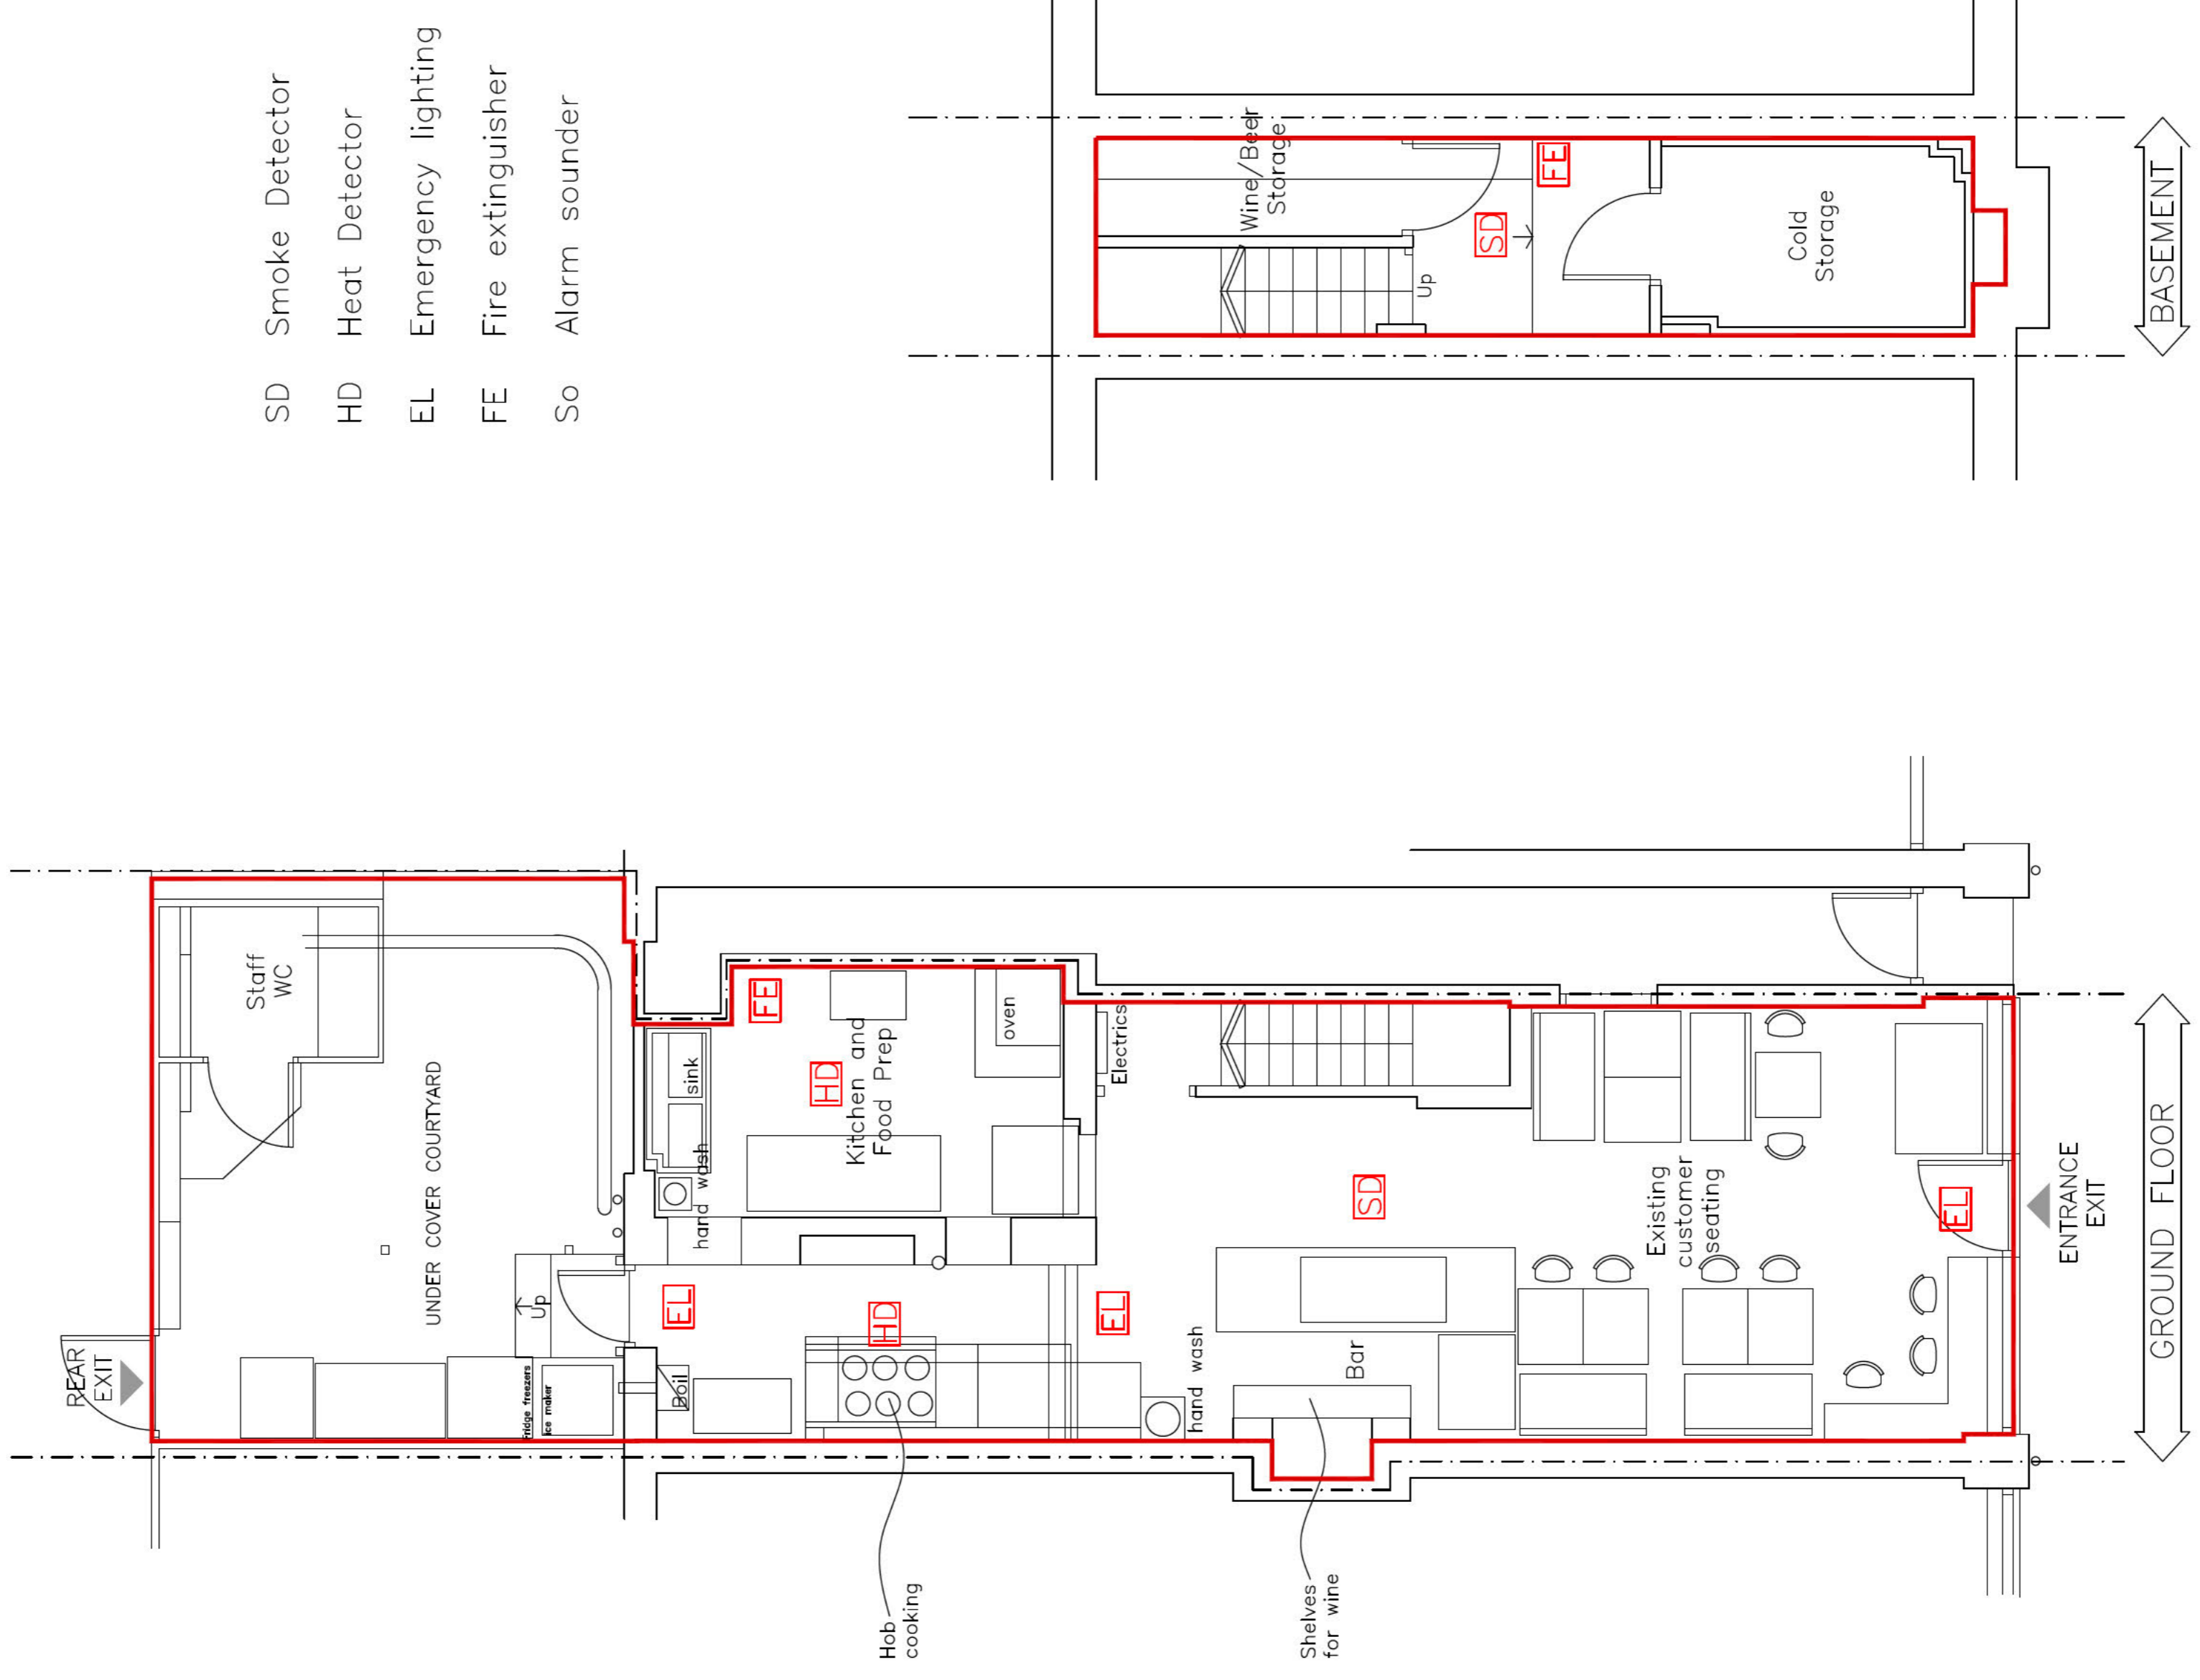 SD Smoke Detector
HD Heat Detector
EL Emergency lighting
FE Fire extinguisher
So Alarm sounder
Wine/Beer
Storage
FE
SD
Up
Cold
Storage
BASEMENT
REAR
EXIT
Staff
WC
UNDER COVER COURTYARD
Up
Fridge freezers
ice maker
sink
hand wash
FE
HD
Kitchen and
Food Prep
oven
Electrics
EL
HD
EL
Boil
hand wash
Bar
SD
Existing
customer
seating
EL
ENTRANCE
EXIT
Hob
cooking
Shelves
for wine
GROUND FLOOR